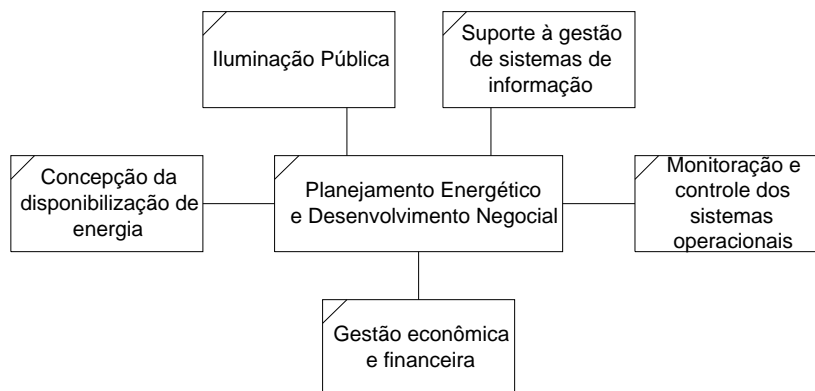 Iluminação Pública
Suporte à gestão
de sistemas de
informação
Concepção da
disponibilização de
energia
Planejamento Energético
e Desenvolvimento Negocial
Monitoração e
controle dos
sistemas
operacionais
Gestão econômica
e financeira